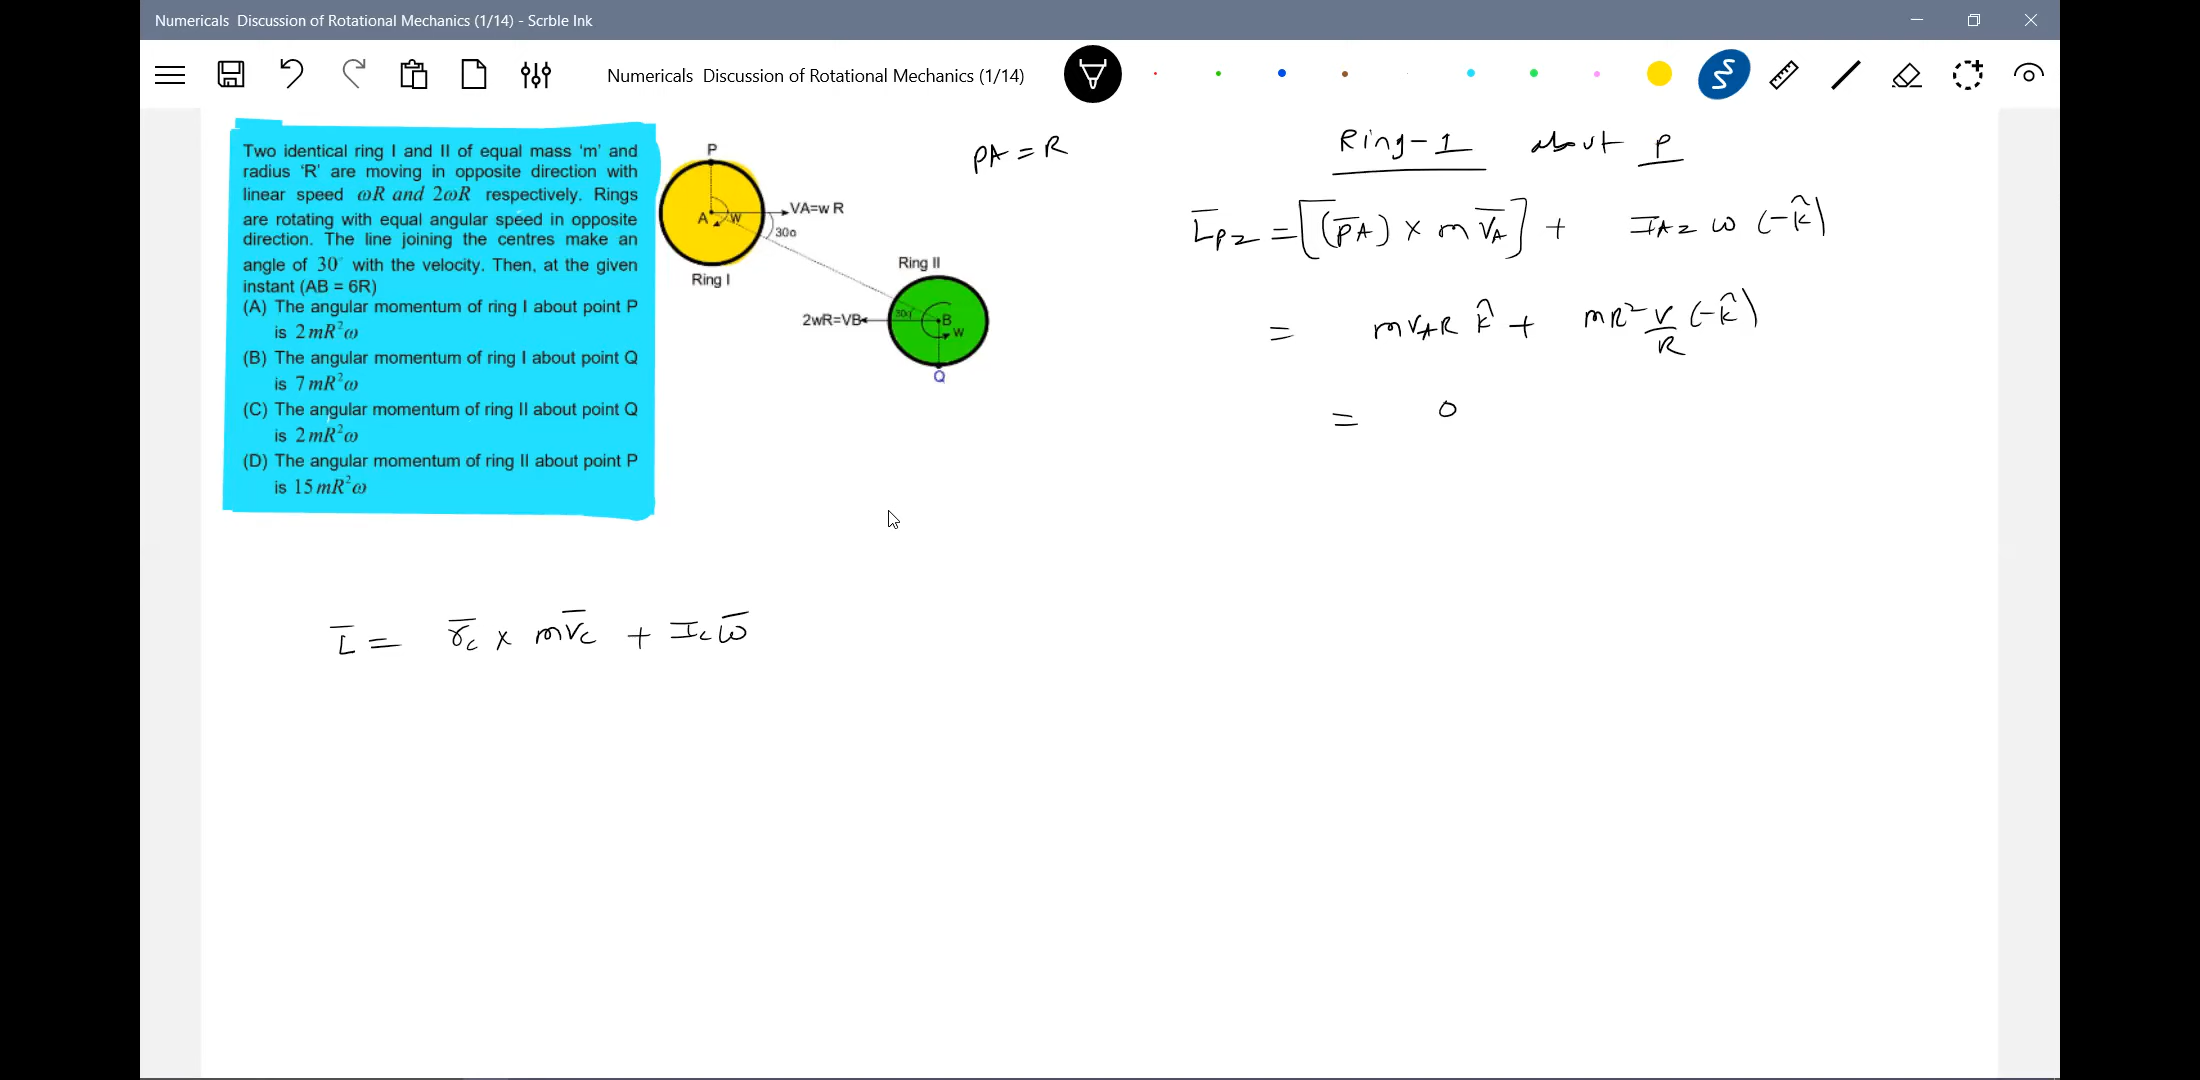 Numericals Discussion of Rotational Mechanics (1/14) - Scrble Ink
Numericals Discussion of Rotational Mechanics (1/14)
Two identical ring I and II of equal mass ‘m’ and
radius ‘R’ are moving in opposite direction with
linear speed ωR and 2ωR respectively. Rings
are rotating with equal angular speed in opposite
direction. The line joining the centres make an
angle of 30° with the velocity. Then, at the given
instant (AB = 6R)
(A) The angular momentum of ring I about point P
is 2mR²ω
(B) The angular momentum of ring I about point Q
is 7mR²ω
(C) The angular momentum of ring II about point Q
is 2mR²ω
(D) The angular momentum of ring II about point P
is 15mR²ω
P
A
W
VA=w R
30o
Ring I
Ring II
2wR=VB
30o
B
W
Q
PA = R
Ring-1 about P
L̅Pz = [(P̅A) × m V̅A] + IAz ω (-k̂)
= mVAR k̂ + mR² V/R (-k̂)
= 0
L̅ = r̅c × mv̅c + Ic ω̅